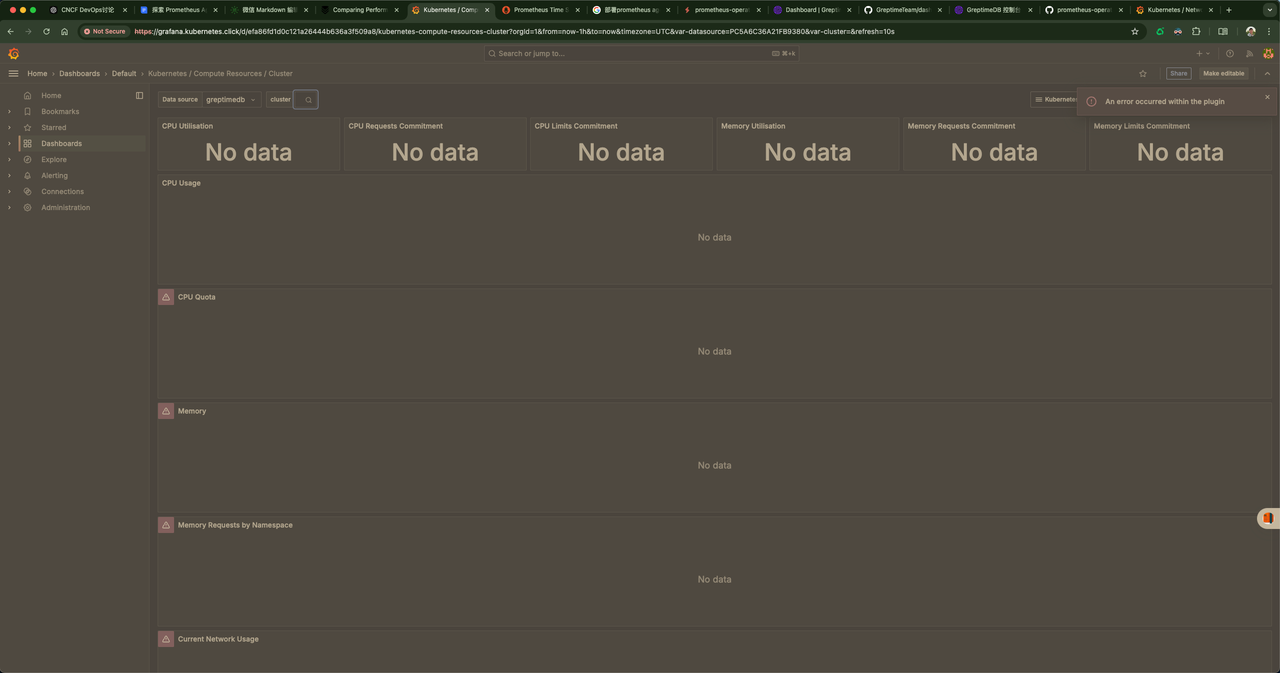 CNCF DevOps讨论
探索 Prometheus A
微信 Markdown 编
Comparing Perform
Kubernetes / Comp
Prometheus Time S
部署prometheus ag
prometheus-opera
Dashboard | Grept
GreptimeTeam/das
GreptimeDB 控制台
prometheus-opera
Kubernetes / Netw
Not Secure
https://grafana.kubernetes.click/d/efa86fd1d0c121a26444b636a3f509a8/kubernetes-compute-resources-cluster?orgId=1&from=now-1h&to=now&timezone=UTC&var-datasource=PC5A6C36A21FB9380&var-cluster=&refresh=10s
Search or jump to...
⌘+k
Home › Dashboards › Default › Kubernetes / Compute Resources / Cluster
Share
Make editable
Home
Bookmarks
Starred
Dashboards
Explore
Alerting
Connections
Administration
Data source
greptimedb
cluster
Kubernete
An error occurred within the plugin
CPU Utilisation
No data
CPU Requests Commitment
No data
CPU Limits Commitment
No data
Memory Utilisation
No data
Memory Requests Commitment
No data
Memory Limits Commitment
No data
CPU Usage
No data
CPU Quota
No data
Memory
No data
Memory Requests by Namespace
No data
Current Network Usage